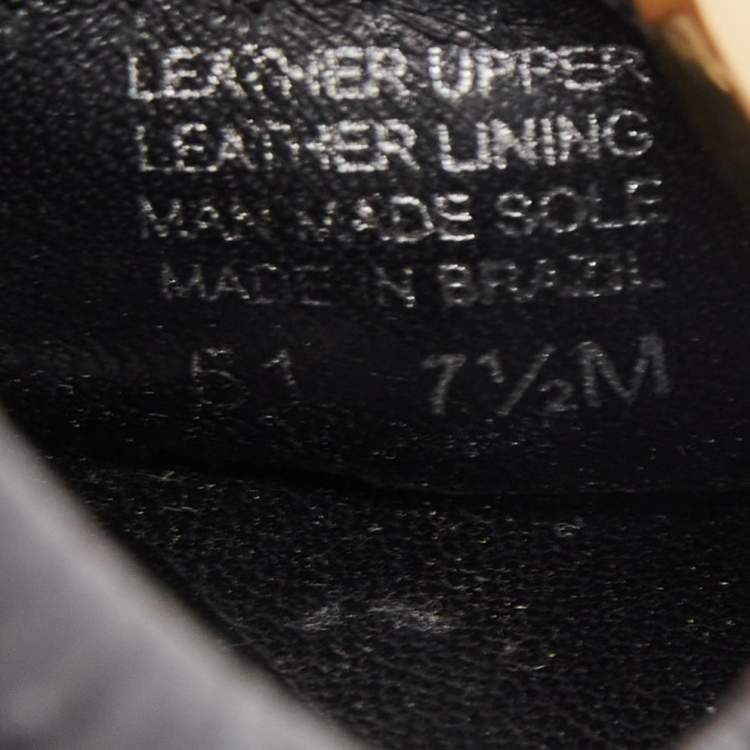 LEATHER UPPER
LEATHER LINING
MAN MADE SOLE
MADE IN BRAZIL
51 7½M